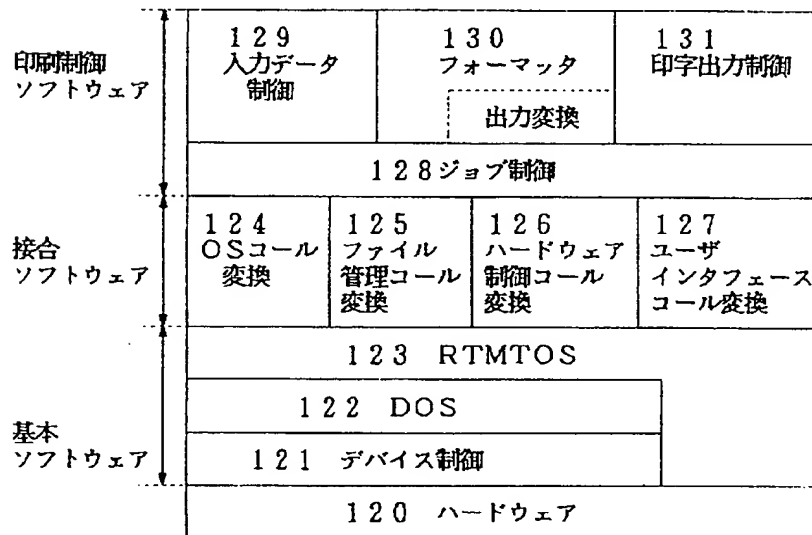 印刷制御
ソフトウェア
129
入力データ
制御
130
フォーマッタ
出力変換
131
印字出力制御
128ジョブ制御
接合
ソフトウェア
124
OSコール
変換
125
ファイル
管理コール
変換
126
ハードウェア
制御コール
変換
127
ユーザ
インタフェース
コール変換
基本
ソフトウェア
123 RTMTOS
122 DOS
121 デバイス制御
120 ハードウェア